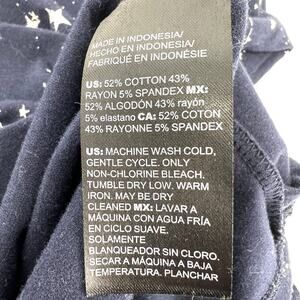 MADE IN INDONESIA/
HECHO EN INDONESIA/
FABRIQUÉ EN INDONÉSIE
US: 52% COTTON 43%
RAYON 5% SPANDEX MX:
52% ALGODÓN 43% rayón
5% elastano CA: 52% COTON
43% RAYONNE 5% SPANDEX
US: MACHINE WASH COLD,
GENTLE CYCLE. ONLY
NON-CHLORINE BLEACH.
TUMBLE DRY LOW. WARM
IRON. MAY BE DRY
CLEANED MX: LAVAR A
MÁQUINA CON AGUA FRÍA
EN CICLO SUAVE.
SOLAMENTE
BLANQUEADOR SIN CLORO.
SECAR A MÁQUINA A BAJA
TEMPERATURA. PLANCHAR